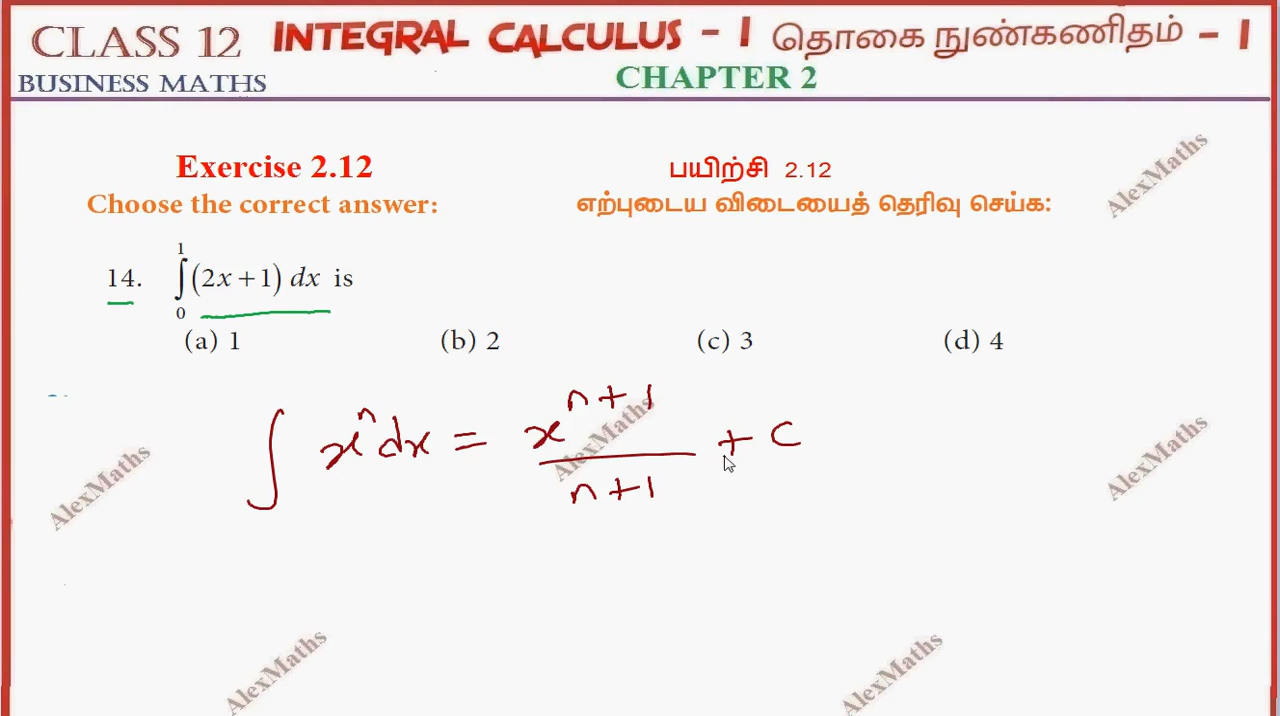 CLASS 12 INTEGRAL CALCULUS - I தொகை நுண்கணிதம் - I
BUSINESS MATHS CHAPTER 2
Exercise 2.12 பயிற்சி 2.12
Choose the correct answer: எற்புடைய விடையைத் தெரிவு செய்க:
14. ∫₀¹ (2x+1) dx is
(a) 1 (b) 2 (c) 3 (d) 4
∫ xⁿ dx = xⁿ⁺¹/(n+1) + c
AlexMaths
AlexMaths
AlexMaths
AlexMaths
AlexMaths
AlexMaths